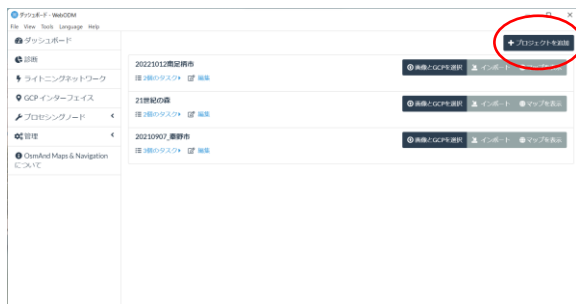 ダッシュボード - WebODM
File View Tools Language Help
ダッシュボード
+ プロジェクトを追加
診断
ライトニングネットワーク
GCP インターフェイス
プロセシングノード
管理
OsmAnd Maps & Navigation
について
20221012南足柄市
2個のタスク 編集
画像とGCPを選択 インポート マップを表示
21世紀の森
2個のタスク 編集
画像とGCPを選択 インポート マップを表示
20210907_秦野市
3個のタスク 編集
画像とGCPを選択 インポート マップを表示